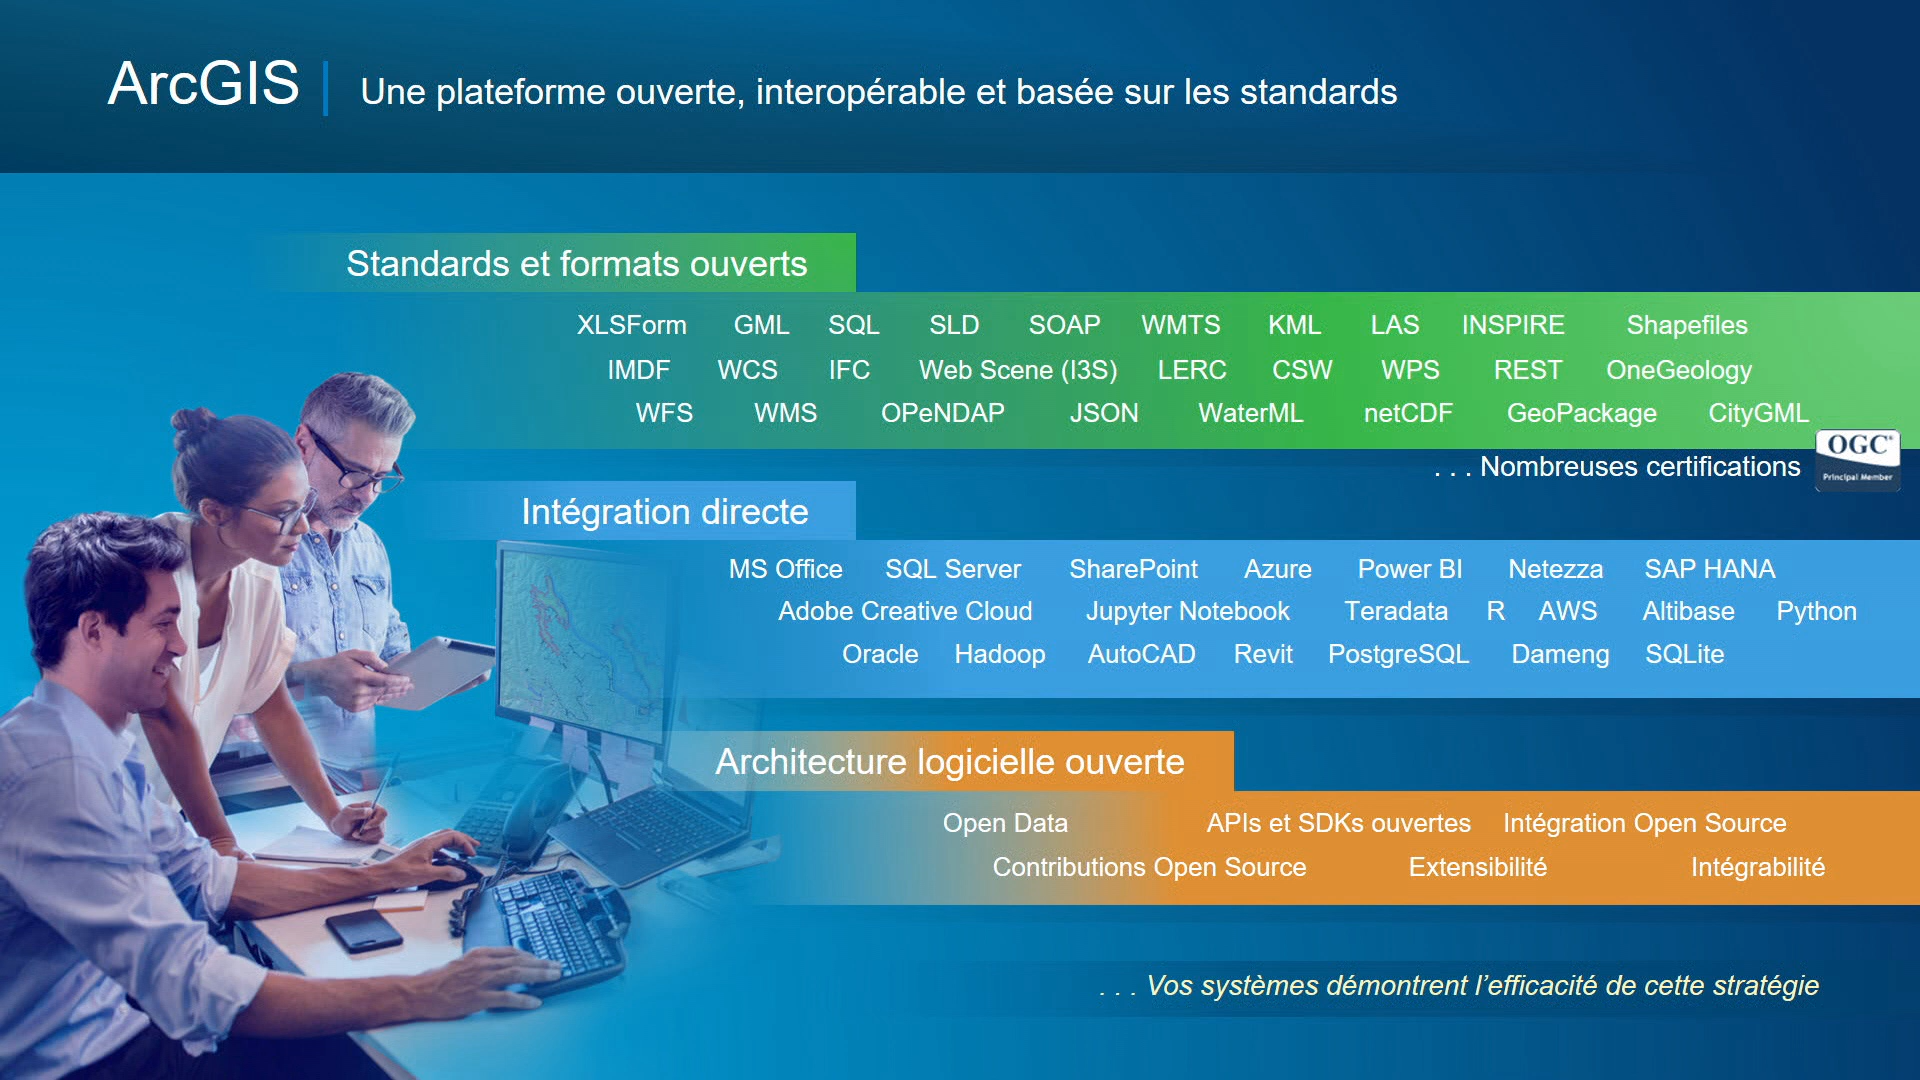 ArcGIS | Une plateforme ouverte, interopérable et basée sur les standards
Standards et formats ouverts
XLSForm GML SQL SLD SOAP WMTS KML LAS INSPIRE Shapefiles
IMDF WCS IFC Web Scene (I3S) LERC CSW WPS REST OneGeology
WFS WMS OPeNDAP JSON WaterML netCDF GeoPackage CityGML
. . . Nombreuses certifications
OGC®
Principal Member
Intégration directe
MS Office SQL Server SharePoint Azure Power BI Netezza SAP HANA
Adobe Creative Cloud Jupyter Notebook Teradata R AWS Altibase Python
Oracle Hadoop AutoCAD Revit PostgreSQL Dameng SQLite
Architecture logicielle ouverte
Open Data APIs et SDKs ouvertes Intégration Open Source
Contributions Open Source Extensibilité Intégrabilité
. . . Vos systèmes démontrent l’efficacité de cette stratégie